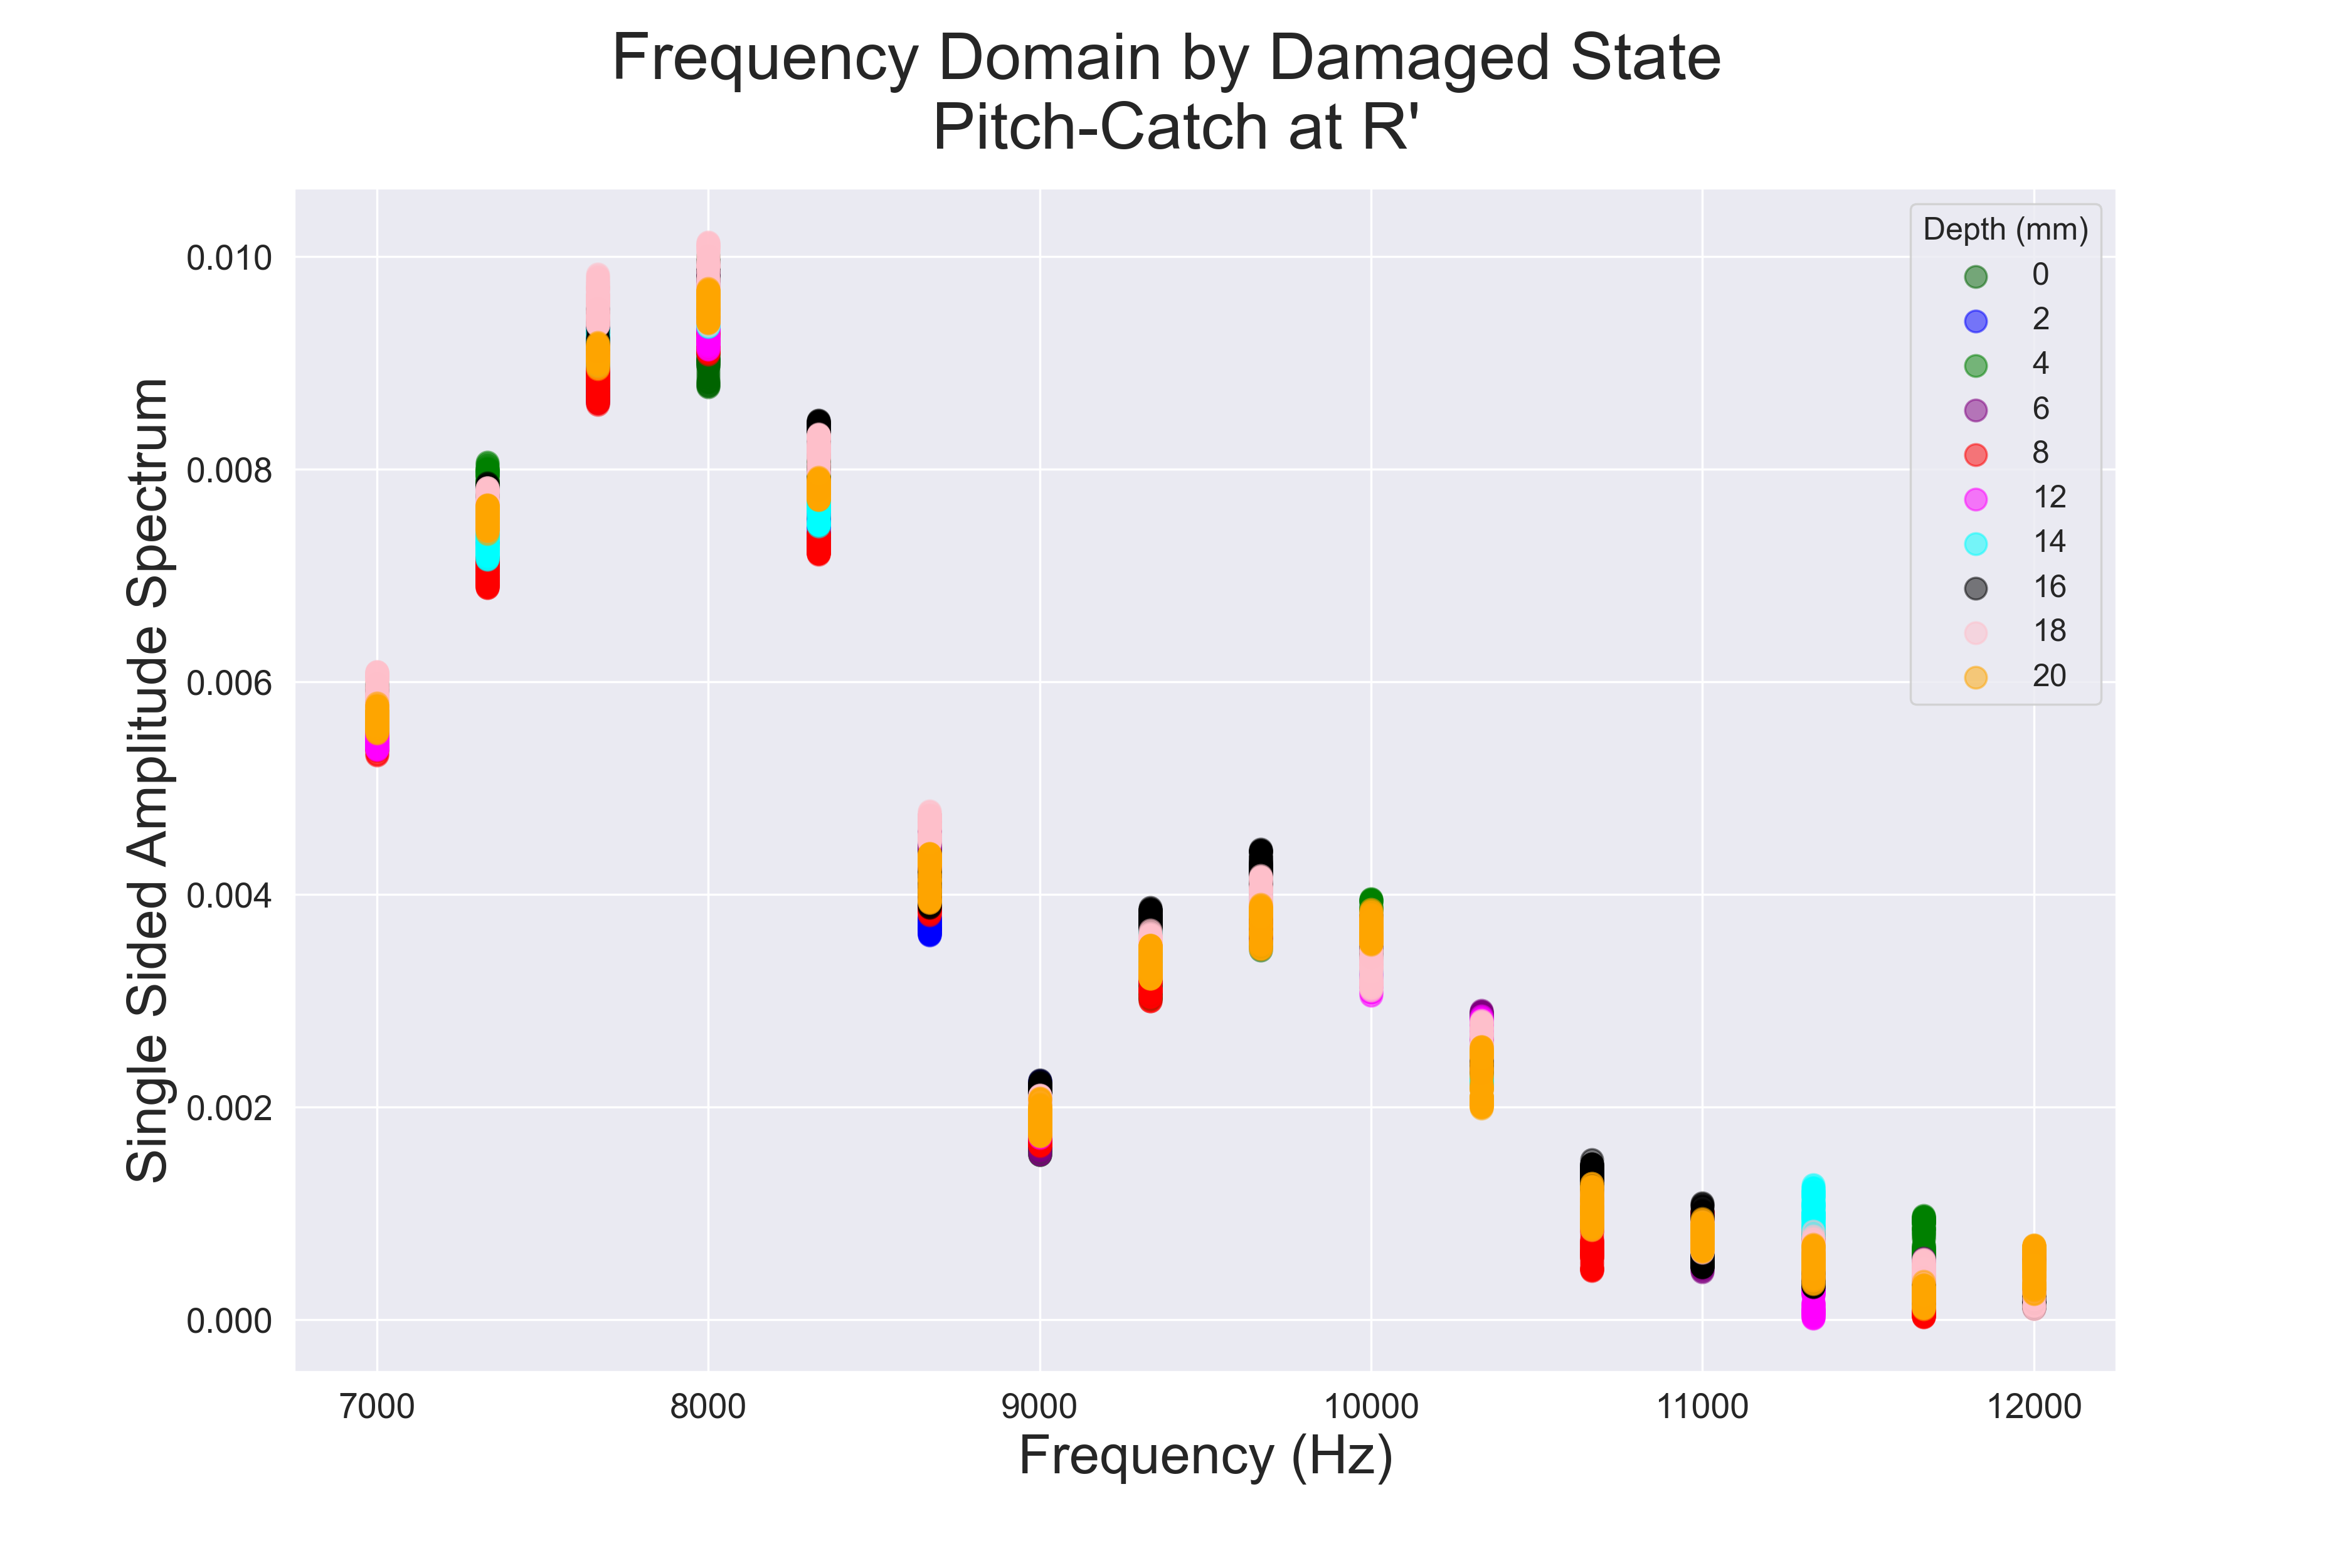 Frequency Domain by Damaged State
Pitch-Catch at R'
Single Sided Amplitude Spectrum
0.010
0.008
0.006
0.004
0.002
0.000
Depth (mm)
0
2
4
6
8
12
14
16
18
20
7000 8000 9000 10000 11000 12000
Frequency (Hz)